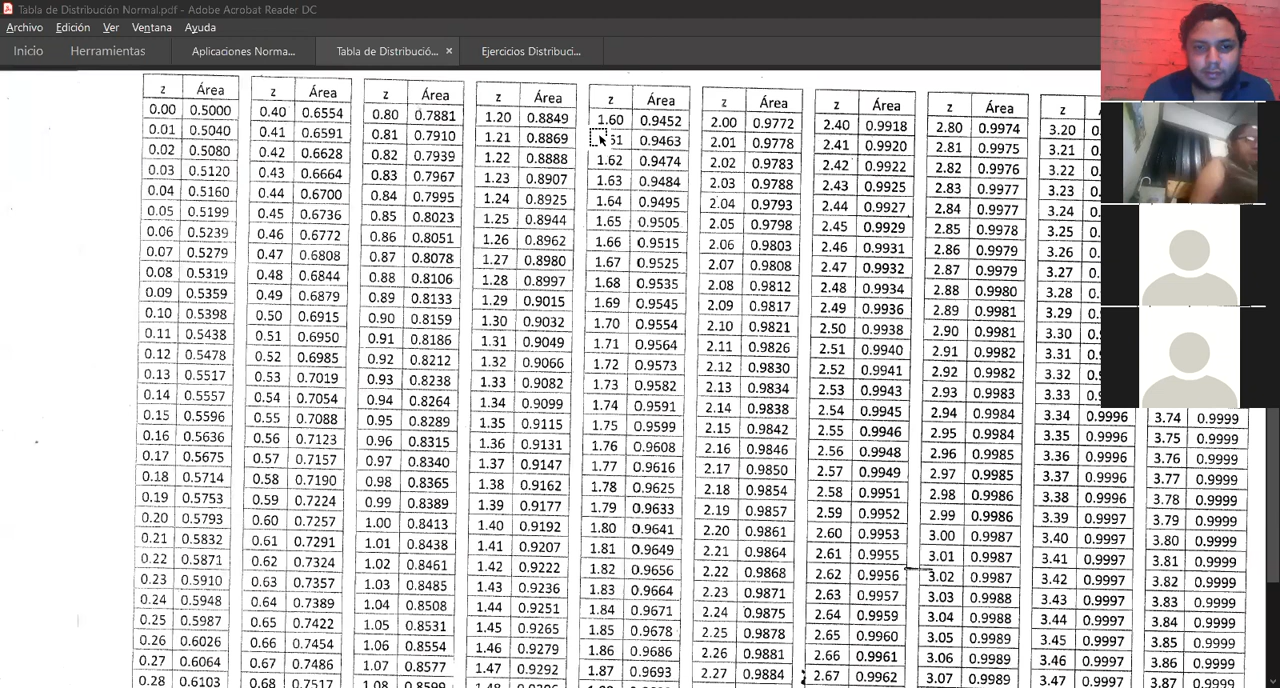 Tabla de Distribución Normal.pdf - Adobe Acrobat Reader DC
Archivo Edición Ver Ventana Ayuda
Inicio Herramientas Aplicaciones Norma... Tabla de Distribució... × Ejercicios Distribuci...
z Área z Área z Área z Área z Área z Área z Área z Área z
0.00 0.5000 0.40 0.6554 0.80 0.7881 1.20 0.8849 1.60 0.9452 2.00 0.9772 2.40 0.9918 2.80 0.9974 3.20 0.
0.01 0.5040 0.41 0.6591 0.81 0.7910 1.21 0.8869 51 0.9463 2.01 0.9778 2.41 0.9920 2.81 0.9975 3.21 0.
0.02 0.5080 0.42 0.6628 0.82 0.7939 1.22 0.8888 1.62 0.9474 2.02 0.9783 2.42 0.9922 2.82 0.9976 3.22 0.
0.03 0.5120 0.43 0.6664 0.83 0.7967 1.23 0.8907 1.63 0.9484 2.03 0.9788 2.43 0.9925 2.83 0.9977 3.23 0.
0.04 0.5160 0.44 0.6700 0.84 0.7995 1.24 0.8925 1.64 0.9495 2.04 0.9793 2.44 0.9927 2.84 0.9977 3.24 0.
0.05 0.5199 0.45 0.6736 0.85 0.8023 1.25 0.8944 1.65 0.9505 2.05 0.9798 2.45 0.9929 2.85 0.9978 3.25 0.
0.06 0.5239 0.46 0.6772 0.86 0.8051 1.26 0.8962 1.66 0.9515 2.06 0.9803 2.46 0.9931 2.86 0.9979 3.26 0.
0.07 0.5279 0.47 0.6808 0.87 0.8078 1.27 0.8980 1.67 0.9525 2.07 0.9808 2.47 0.9932 2.87 0.9979 3.27 0.
0.08 0.5319 0.48 0.6844 0.88 0.8106 1.28 0.8997 1.68 0.9535 2.08 0.9812 2.48 0.9934 2.88 0.9980 3.28 0.
0.09 0.5359 0.49 0.6879 0.89 0.8133 1.29 0.9015 1.69 0.9545 2.09 0.9817 2.49 0.9936 2.89 0.9981 3.29 0.
0.10 0.5398 0.50 0.6915 0.90 0.8159 1.30 0.9032 1.70 0.9554 2.10 0.9821 2.50 0.9938 2.90 0.9981 3.30 0.
0.11 0.5438 0.51 0.6950 0.91 0.8186 1.31 0.9049 1.71 0.9564 2.11 0.9826 2.51 0.9940 2.91 0.9982 3.31 0.
0.12 0.5478 0.52 0.6985 0.92 0.8212 1.32 0.9066 1.72 0.9573 2.12 0.9830 2.52 0.9941 2.92 0.9982 3.32 0.
0.13 0.5517 0.53 0.7019 0.93 0.8238 1.33 0.9082 1.73 0.9582 2.13 0.9834 2.53 0.9943 2.93 0.9983 3.33 0.
0.14 0.5557 0.54 0.7054 0.94 0.8264 1.34 0.9099 1.74 0.9591 2.14 0.9838 2.54 0.9945 2.94 0.9984 3.34 0.9996 3.74 0.9999
0.15 0.5596 0.55 0.7088 0.95 0.8289 1.35 0.9115 1.75 0.9599 2.15 0.9842 2.55 0.9946 2.95 0.9984 3.35 0.9996 3.75 0.9999
0.16 0.5636 0.56 0.7123 0.96 0.8315 1.36 0.9131 1.76 0.9608 2.16 0.9846 2.56 0.9948 2.96 0.9985 3.36 0.9996 3.76 0.9999
0.17 0.5675 0.57 0.7157 0.97 0.8340 1.37 0.9147 1.77 0.9616 2.17 0.9850 2.57 0.9949 2.97 0.9985 3.37 0.9996 3.77 0.9999
0.18 0.5714 0.58 0.7190 0.98 0.8365 1.38 0.9162 1.78 0.9625 2.18 0.9854 2.58 0.9951 2.98 0.9986 3.38 0.9996 3.78 0.9999
0.19 0.5753 0.59 0.7224 0.99 0.8389 1.39 0.9177 1.79 0.9633 2.19 0.9857 2.59 0.9952 2.99 0.9986 3.39 0.9997 3.79 0.9999
0.20 0.5793 0.60 0.7257 1.00 0.8413 1.40 0.9192 1.80 0.9641 2.20 0.9861 2.60 0.9953 3.00 0.9987 3.40 0.9997 3.80 0.9999
0.21 0.5832 0.61 0.7291 1.01 0.8438 1.41 0.9207 1.81 0.9649 2.21 0.9864 2.61 0.9955 3.01 0.9987 3.41 0.9997 3.81 0.9999
0.22 0.5871 0.62 0.7324 1.02 0.8461 1.42 0.9222 1.82 0.9656 2.22 0.9868 2.62 0.9956 3.02 0.9987 3.42 0.9997 3.82 0.9999
0.23 0.5910 0.63 0.7357 1.03 0.8485 1.43 0.9236 1.83 0.9664 2.23 0.9871 2.63 0.9957 3.03 0.9988 3.43 0.9997 3.83 0.9999
0.24 0.5948 0.64 0.7389 1.04 0.8508 1.44 0.9251 1.84 0.9671 2.24 0.9875 2.64 0.9959 3.04 0.9988 3.44 0.9997 3.84 0.9999
0.25 0.5987 0.65 0.7422 1.05 0.8531 1.45 0.9265 1.85 0.9678 2.25 0.9878 2.65 0.9960 3.05 0.9989 3.45 0.9997 3.85 0.9999
0.26 0.6026 0.66 0.7454 1.06 0.8554 1.46 0.9279 1.86 0.9686 2.26 0.9881 2.66 0.9961 3.06 0.9989 3.46 0.9997 3.86 0.9999
0.27 0.6064 0.67 0.7486 1.07 0.8577 1.47 0.9292 1.87 0.9693 2.27 0.9884 2.67 0.9962 3.07 0.9989 3.47 0.9997 3.87 0.9999
0.28 0.6103 0.68 0.7517 1.08 0.8599